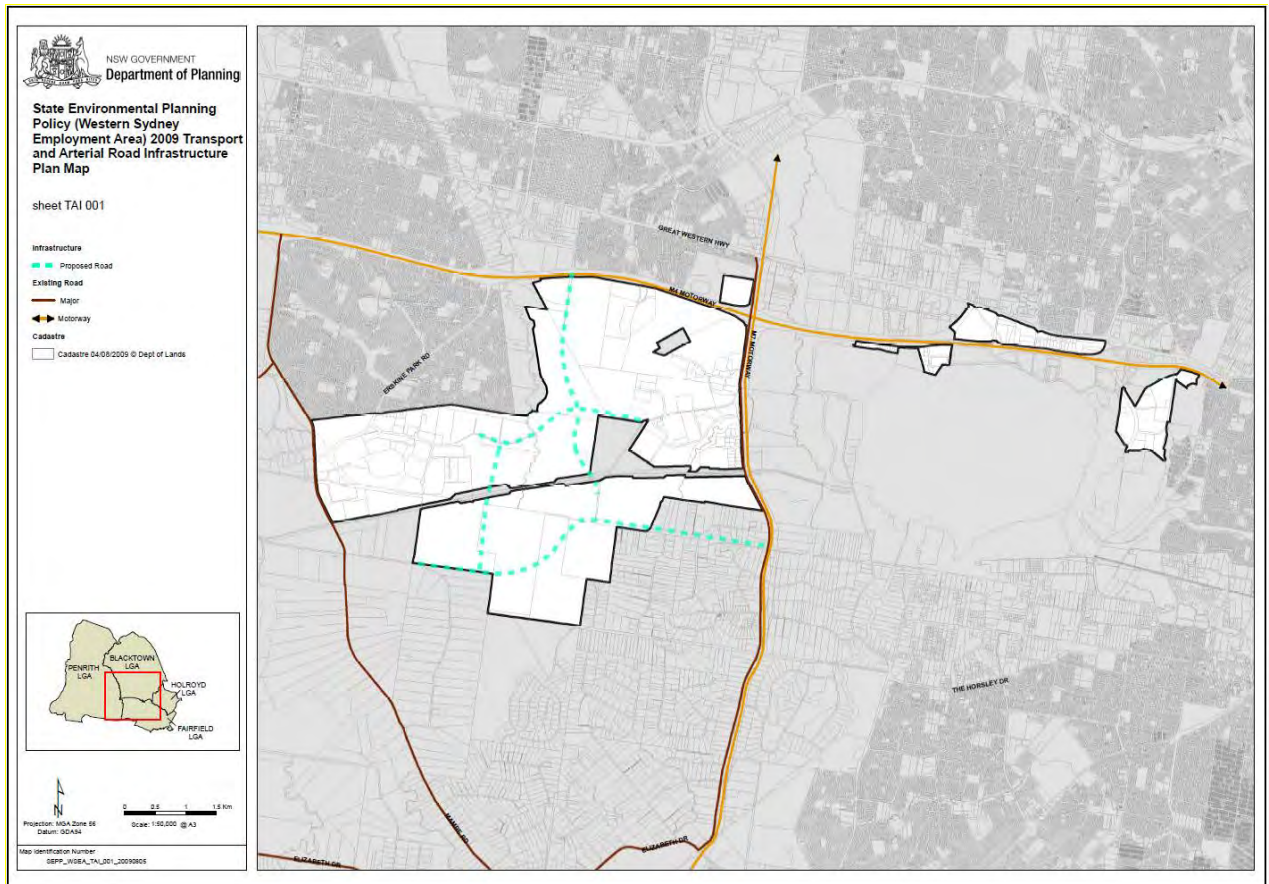 NSW GOVERNMENT
Department of Planning
State Environmental Planning
Policy (Western Sydney
Employment Area) 2009 Transport
and Arterial Road Infrastructure
Plan Map
sheet TAI 001
Infrastructure
Proposed Road
Existing Road
Major
Motorway
Cadastre
Cadastre 04/08/2009 © Dept of Lands
PENRITH
LGA
BLACKTOWN
LGA
HOLROYD
LGA
FAIRFIELD
LGA
N
Projection: MGA Zone 56
Datum: GDA94
0 0.5 1 1.5 Km
Scale: 1:50,000 @ A3
Map Identification Number
SEPP_WSEA_TAI_001_20090805
GREAT WESTERN HWY
M4 MOTORWAY
M7 MOTORWAY
ERSKINE PARK RD
THE HORSLEY DR
MAMRE RD
ELIZABETH DR
ELIZABETH DR